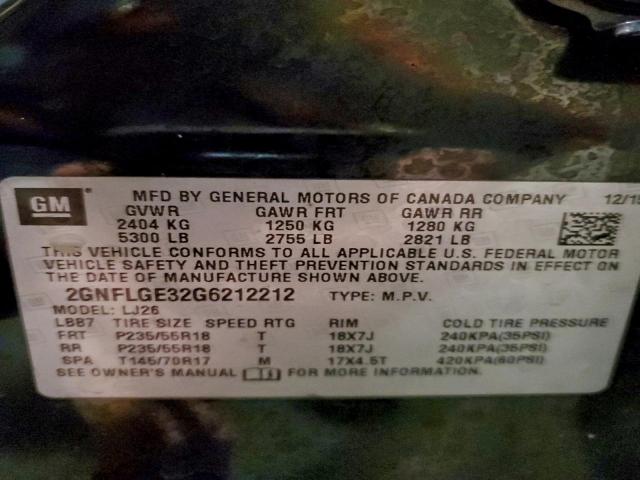 GM ® MFD BY GENERAL MOTORS OF CANADA COMPANY 12/15
GVWR GAWR FRT GAWR RR
2404 KG 1250 KG 1280 KG
5300 LB 2755 LB 2821 LB
THIS VEHICLE CONFORMS TO ALL APPLICABLE U.S. FEDERAL MOTOR
VEHICLE SAFETY AND THEFT PREVENTION STANDARDS IN EFFECT ON
THE DATE OF MANUFACTURE SHOWN ABOVE.
2GNFLGE32G6212212 TYPE: M.P.V.
MODEL: LJ26
LBB7 TIRE SIZE SPEED RTG RIM COLD TIRE PRESSURE
FRT P235/55R18 T 18X7J 240KPA(35PSI)
RR P235/55R18 T 18X7J 240KPA(35PSI)
SPA T145/70R17 M 17X4.5T 420KPA(60PSI)
SEE OWNER'S MANUAL FOR MORE INFORMATION.